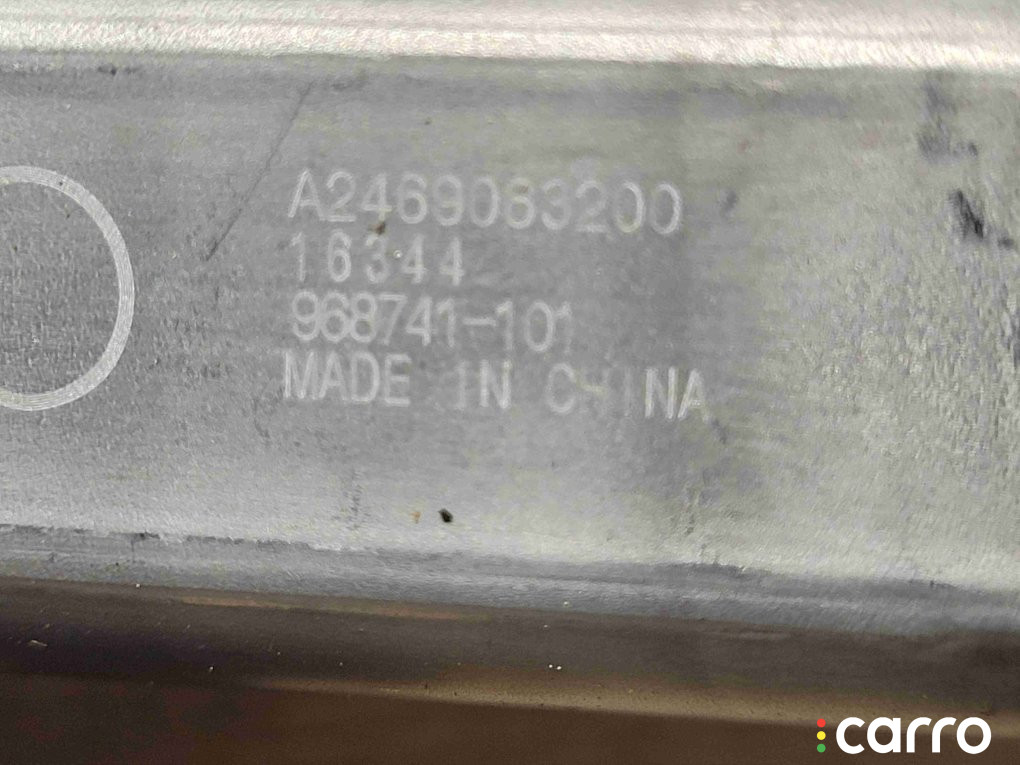 A2469063200
16344
968741-101
MADE IN CHINA
carro